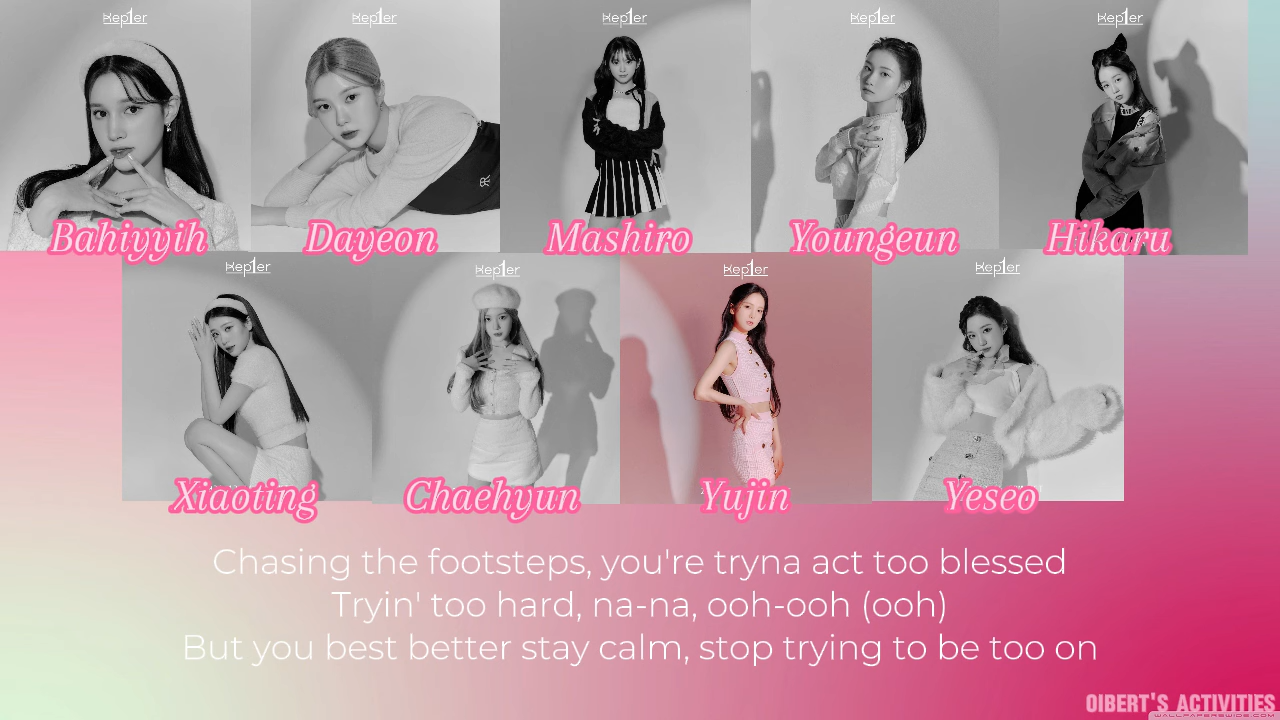 Kep1er Kep1er Kep1er Kep1er Kep1er
Bahiyyih Dayeon Mashiro Youngeun Hikaru
Kep1er Kep1er Kep1er Kep1er
Xiaoting Chaehyun Yujin Yeseo
Chasing the footsteps, you're tryna act too blessed
Tryin' too hard, na-na, ooh-ooh (ooh)
But you best better stay calm, stop trying to be too on
OIBERT'S ACTIVITIES
WALLPAPERSWIDE.COM